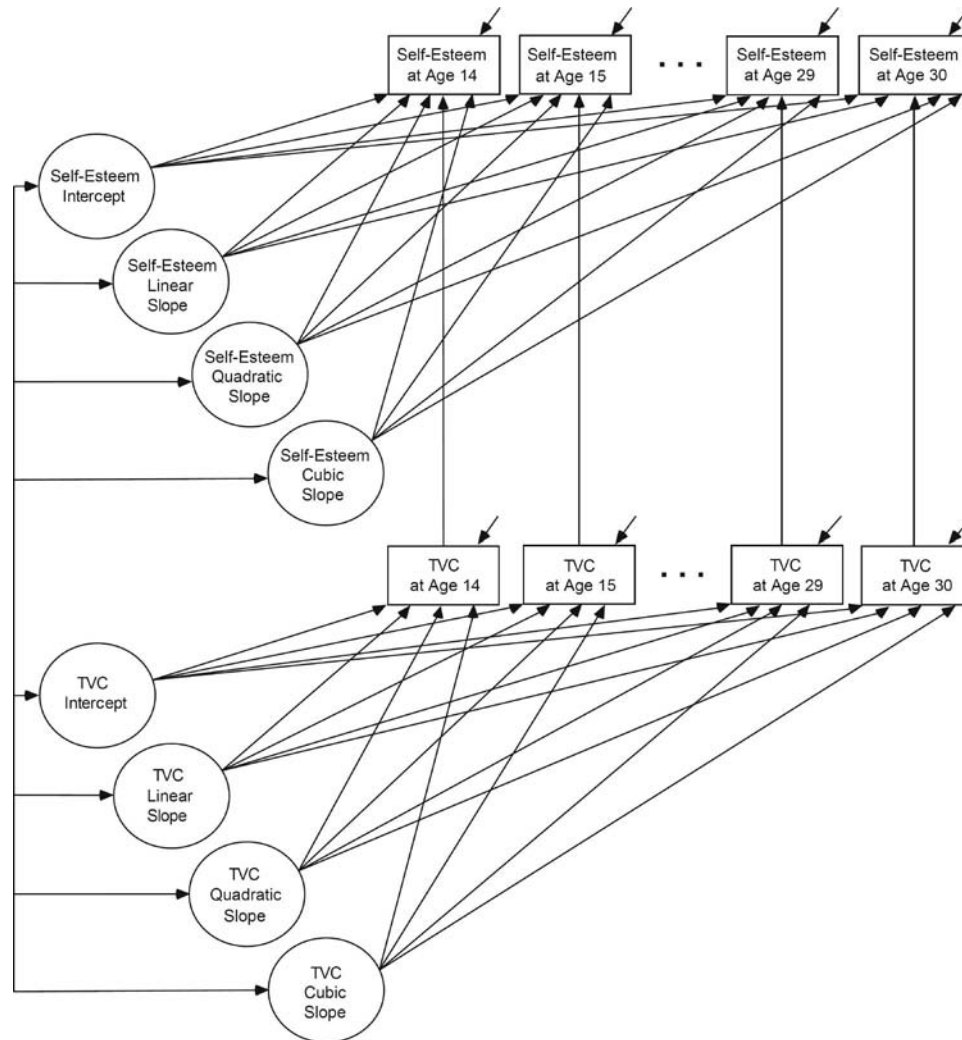 Self-Esteem
at Age 14
Self-Esteem
at Age 15
. . .
Self-Esteem
at Age 29
Self-Esteem
at Age 30
Self-Esteem
Intercept
Self-Esteem
Linear
Slope
Self-Esteem
Quadratic
Slope
Self-Esteem
Cubic
Slope
TVC
at Age 14
TVC
at Age 15
. . .
TVC
at Age 29
TVC
at Age 30
TVC
Intercept
TVC
Linear
Slope
TVC
Quadratic
Slope
TVC
Cubic
Slope